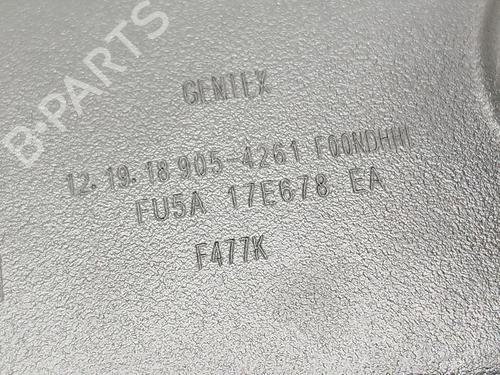 B-PARTS
GENTEX
12.19.18 905-4261 F00NDHHI
FU5A 17E678 EA
F477K